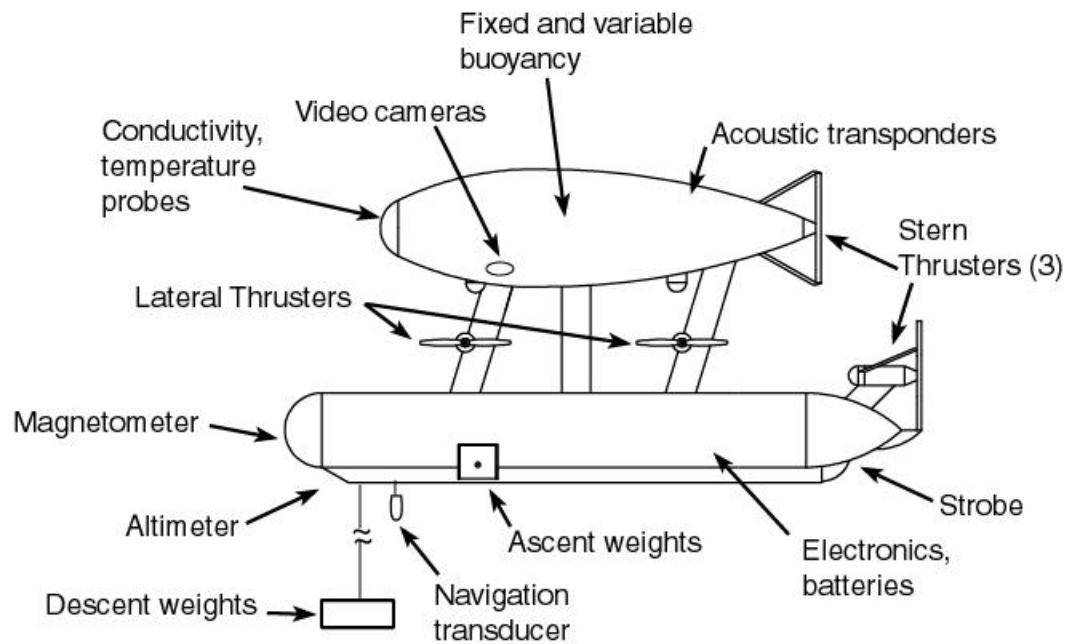 Fixed and variable
buoyancy
Video cameras
Conductivity,
temperature
probes
Acoustic transponders
Stern
Thrusters (3)
Lateral Thrusters
Magnetometer
Strobe
Altimeter
Ascent weights
Electronics,
batteries
Descent weights
Navigation
transducer